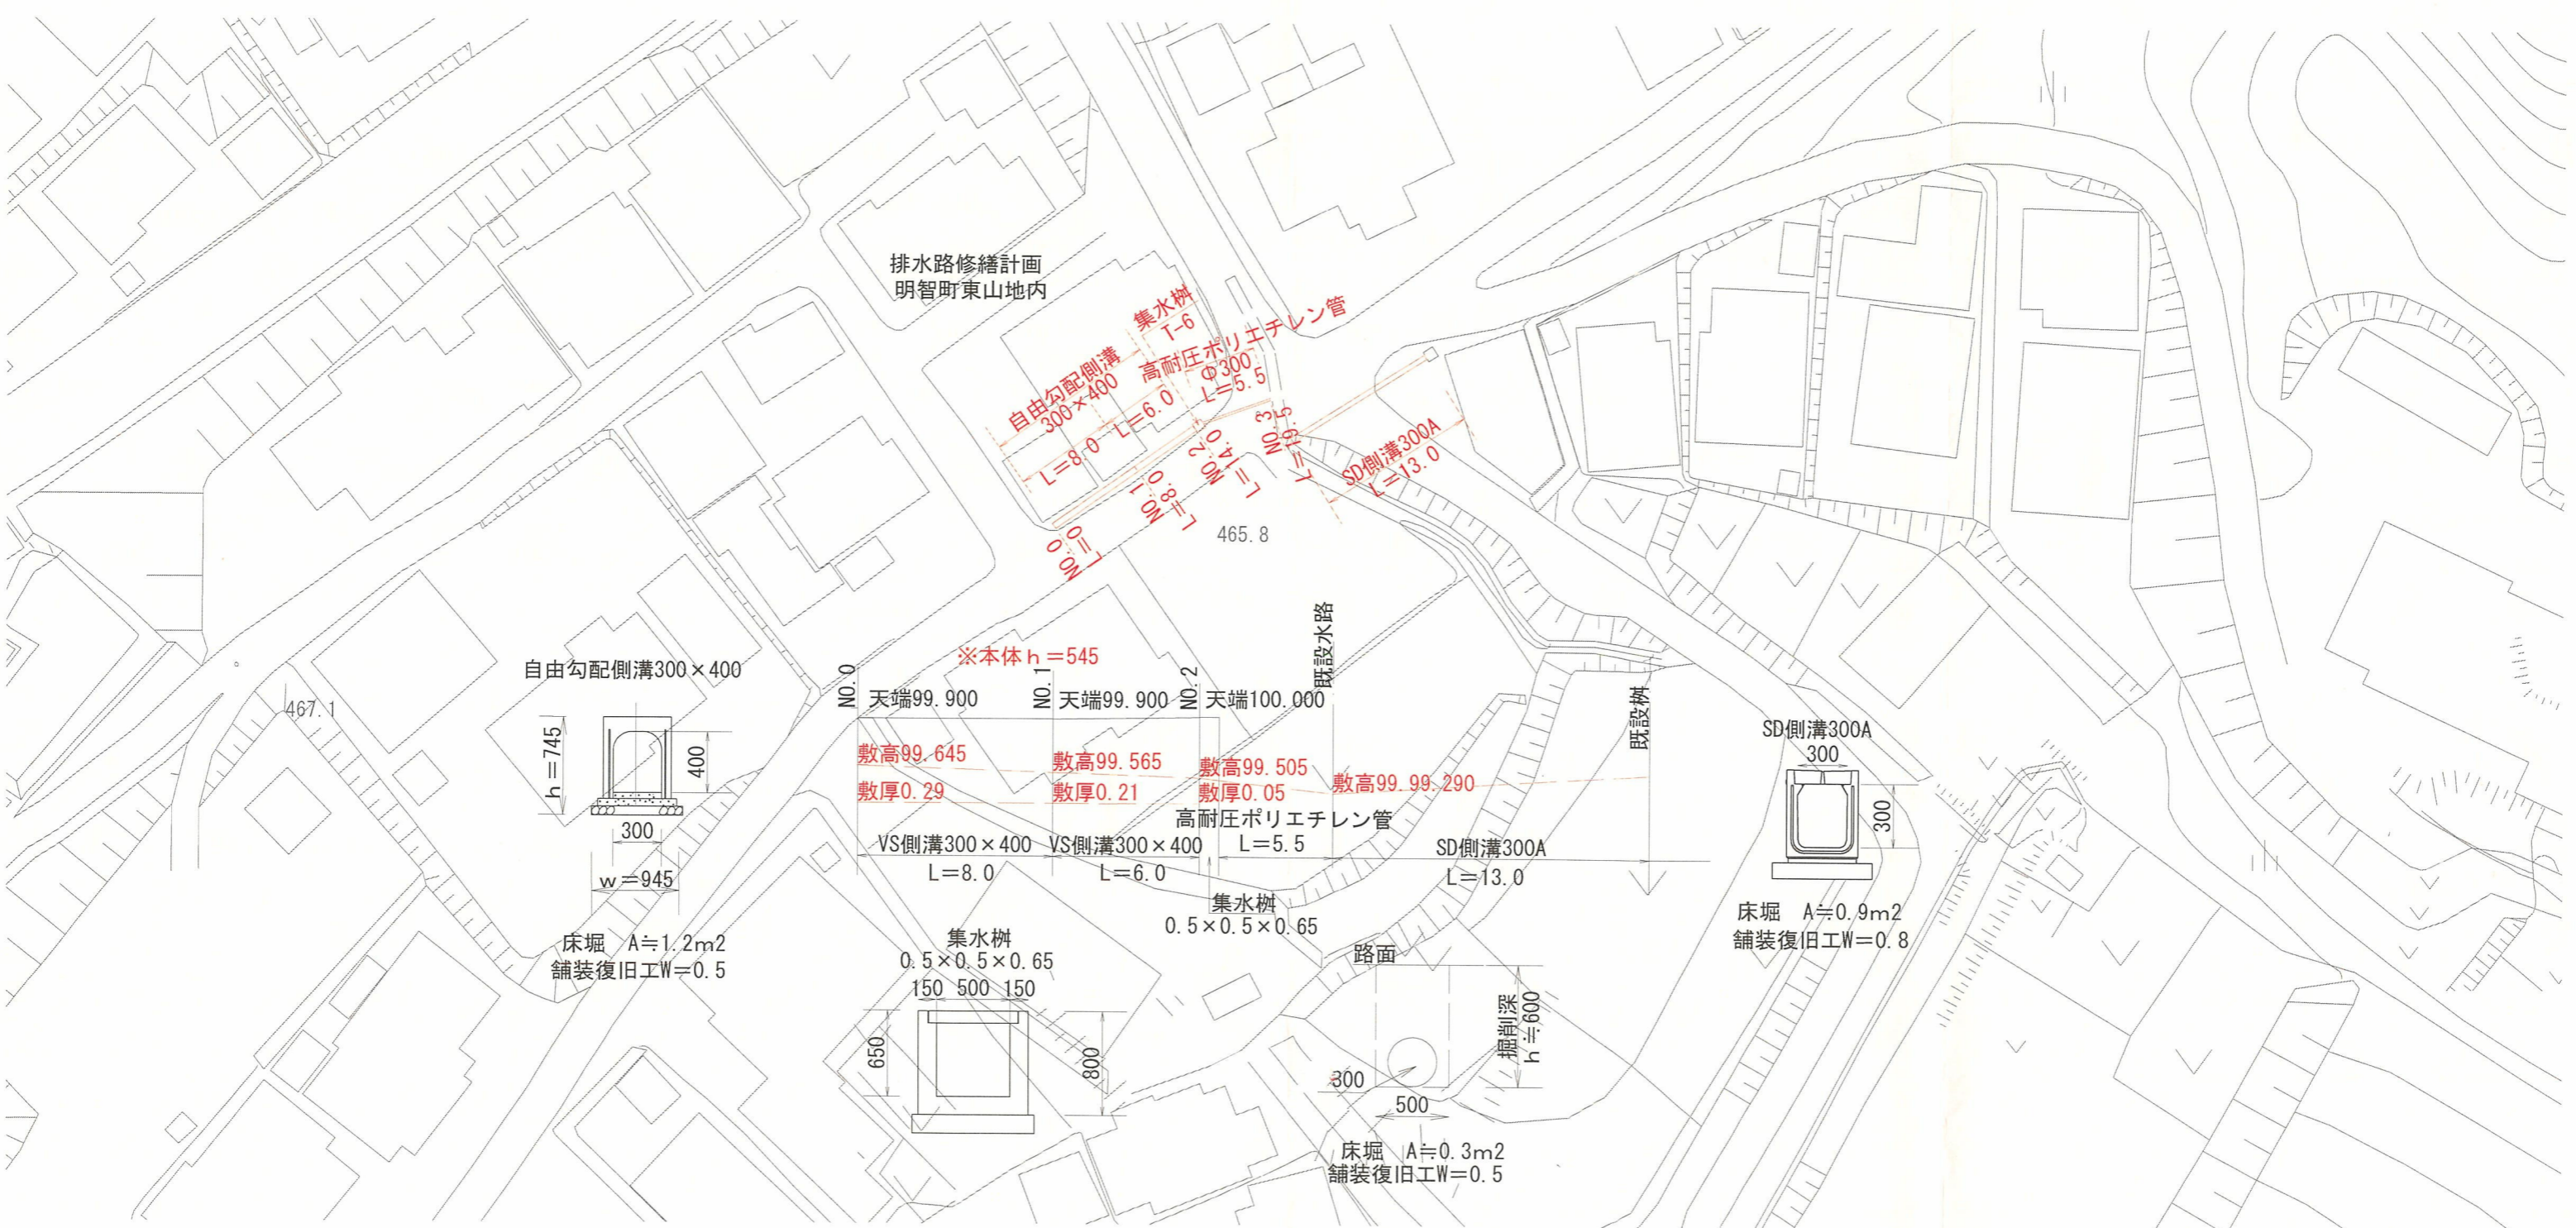 排水路修繕計画
明智町東山地内
集水桝
T-6
高耐圧ポリエチレン管
Φ300
L=5.5
自由勾配側溝
300×400
L=6.0
L=8.0
NO.0
L=0
NO.1
L=8.0
NO.2
L=14.0
NO.3
L=19.5
SD側溝300A
L=13.0
465.8
467.1
自由勾配側溝300×400
h=745
400
300
w=945
床堀 A≒1.2m2
舗装復旧工W=0.5
※本体h=545
NO.0
天端99.900
NO.1
天端99.900
NO.2
天端100.000
既設水路
既設桝
敷高99.645
敷高99.565
敷高99.505
敷高99.99.290
敷厚0.29
敷厚0.21
敷厚0.05
高耐圧ポリエチレン管
L=5.5
VS側溝300×400
L=8.0
VS側溝300×400
L=6.0
SD側溝300A
L=13.0
集水桝
0.5×0.5×0.65
集水桝
0.5×0.5×0.65
150 500 150
650
800
路面
掘削深
h≒600
300
500
床堀 A≒0.3m2
舗装復旧工W=0.5
SD側溝300A
300
300
床堀 A≒0.9m2
舗装復旧工W=0.8